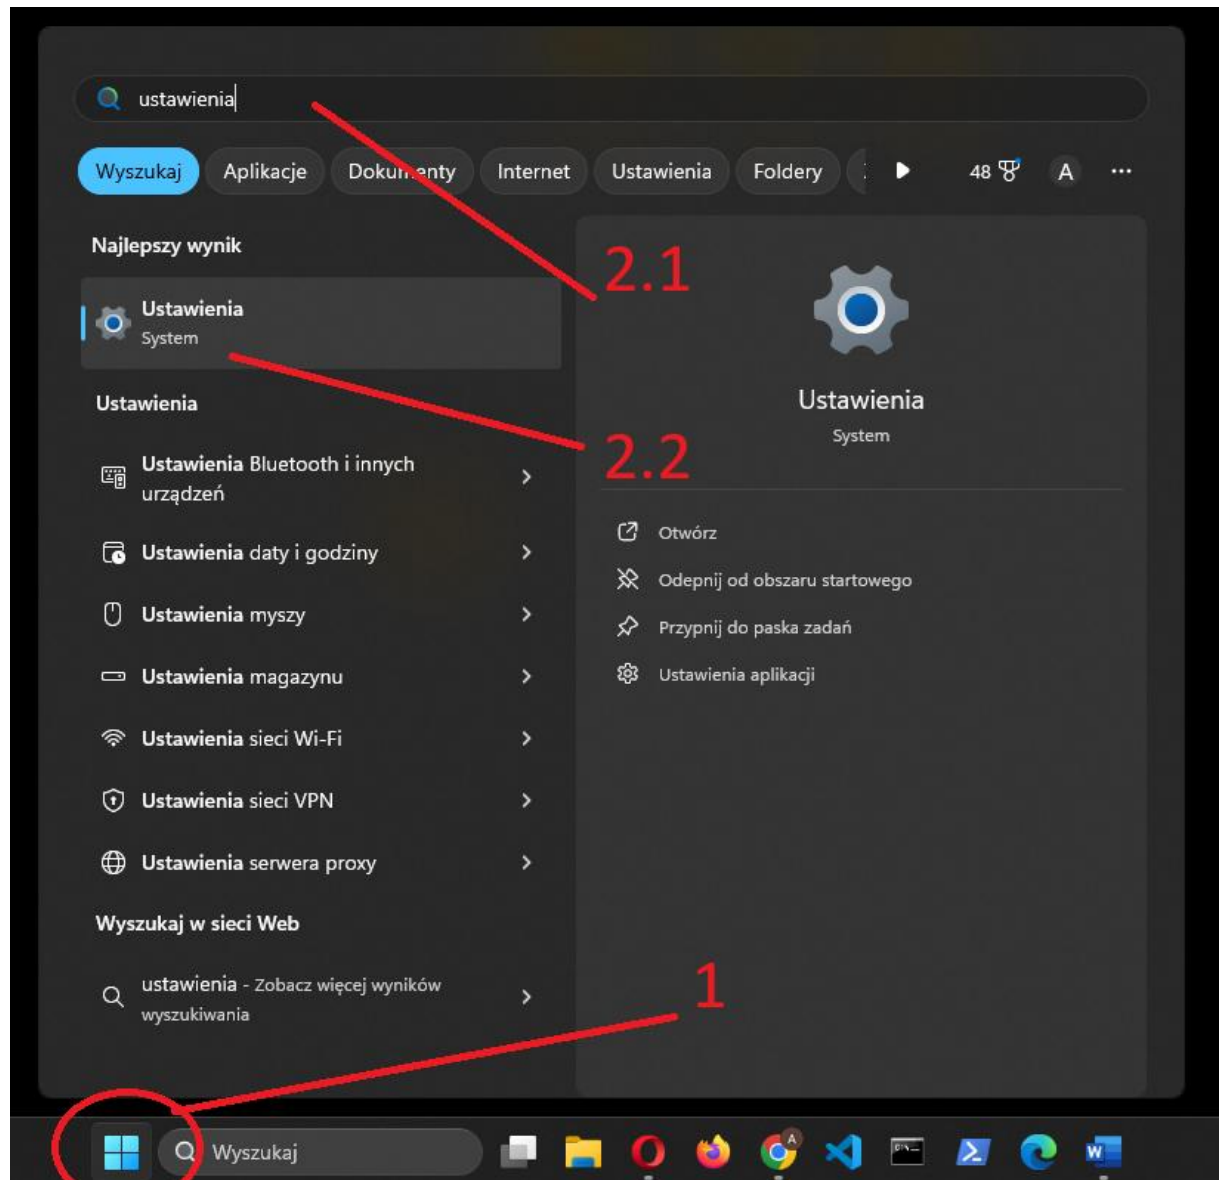 ustawienia
Wyszukaj Aplikacje Dokumenty Internet Ustawienia Foldery 48 A ...
Najlepszy wynik
Ustawienia
System
2.1
Ustawienia
System
Ustawienia
2.2
Ustawienia Bluetooth i innych
urządzeń
Ustawienia daty i godziny
Ustawienia myszy
Ustawienia magazynu
Ustawienia sieci Wi-Fi
Ustawienia sieci VPN
Ustawienia serwera proxy
Otwórz
Odepnij od obszaru startowego
Przypnij do paska zadań
Ustawienia aplikacji
Wyszukaj w sieci Web
ustawienia - Zobacz więcej wyników
wyszukiwania
1
Wyszukaj
A
W